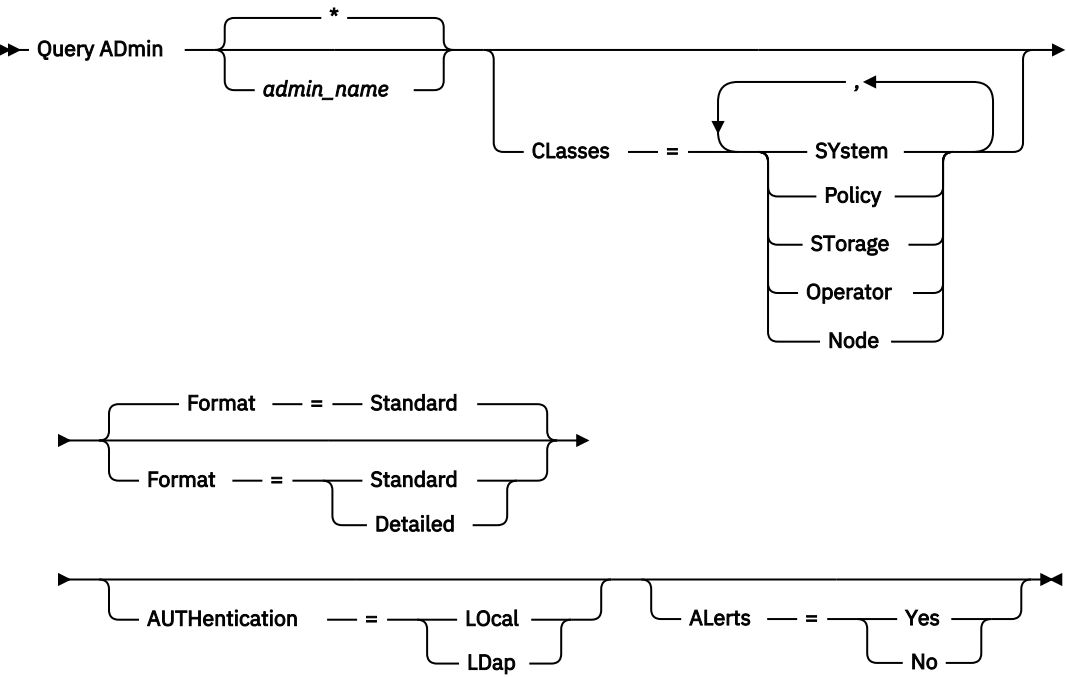 *
Query ADmin
admin_name
,
CLasses = SYstem
Policy
STorage
Operator
Node
Format = Standard
Format = Standard
Detailed
AUTHentication = LOcal ALerts = Yes
LDap No